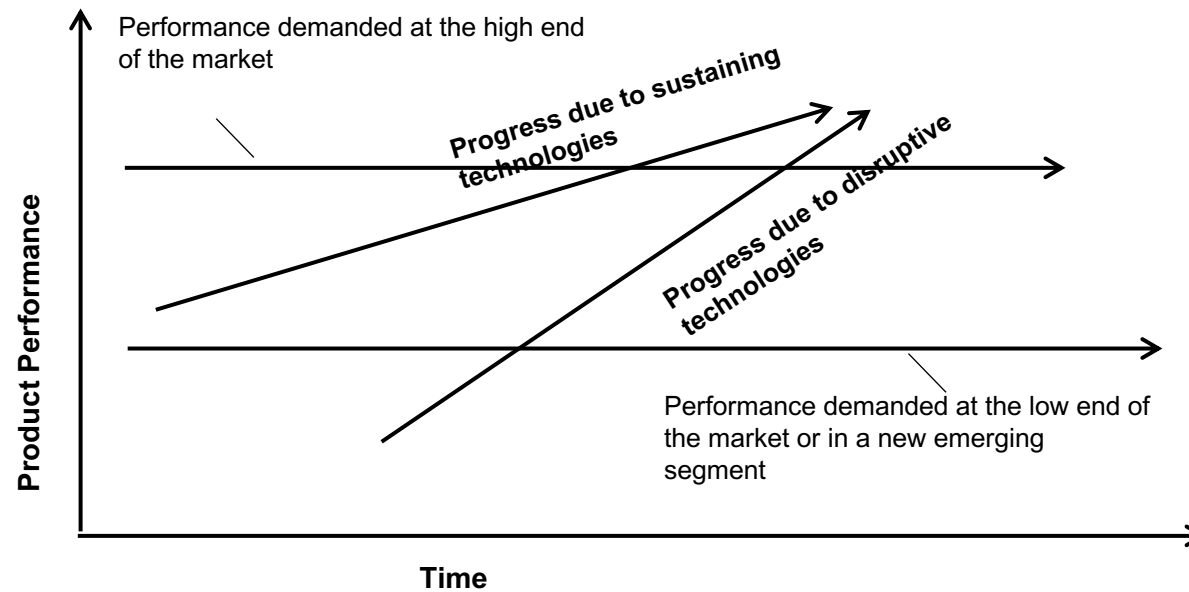 Performance demanded at the high end
of the market
Progress due to sustaining
technologies
Progress due to disruptive
technologies
Product Performance
Performance demanded at the low end of
the market or in a new emerging
segment
Time